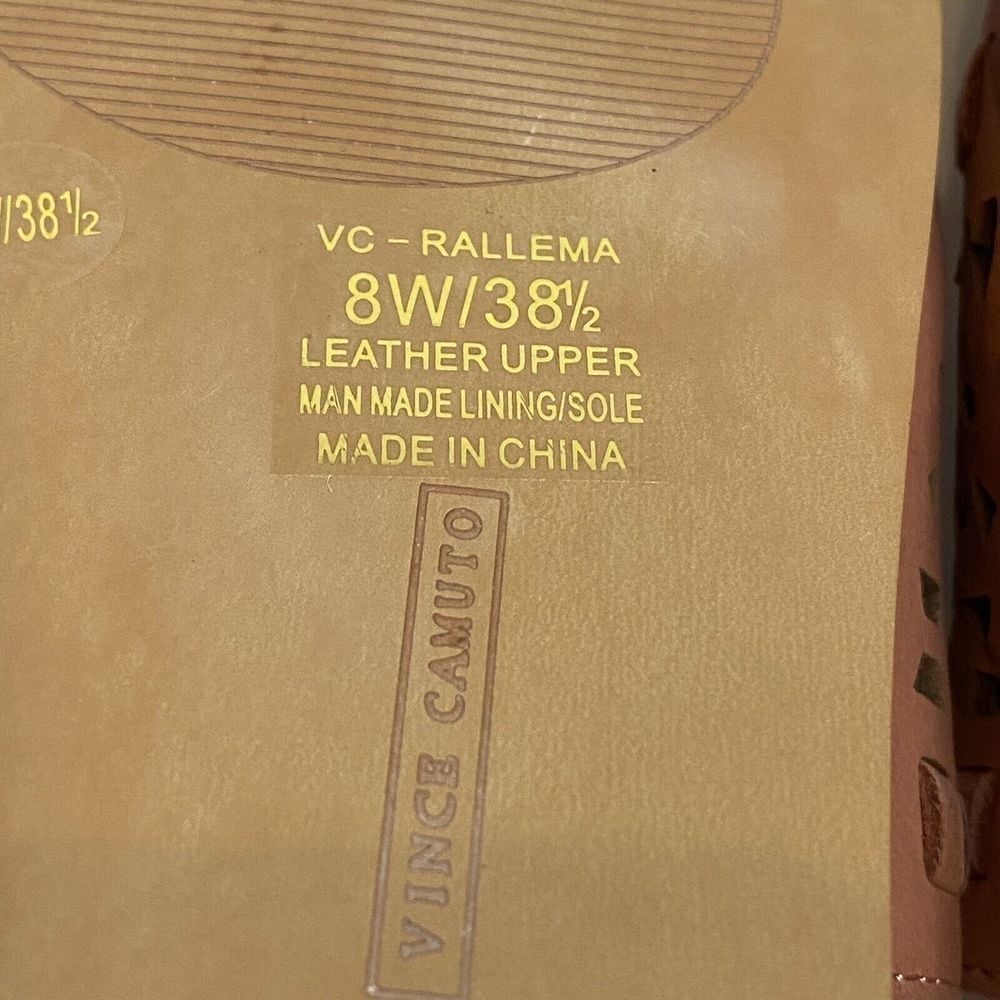 /38½
VC – RALLEMA
8W/38½
LEATHER UPPER
MAN MADE LINING/SOLE
MADE IN CHINA
VINCE CAMUTO